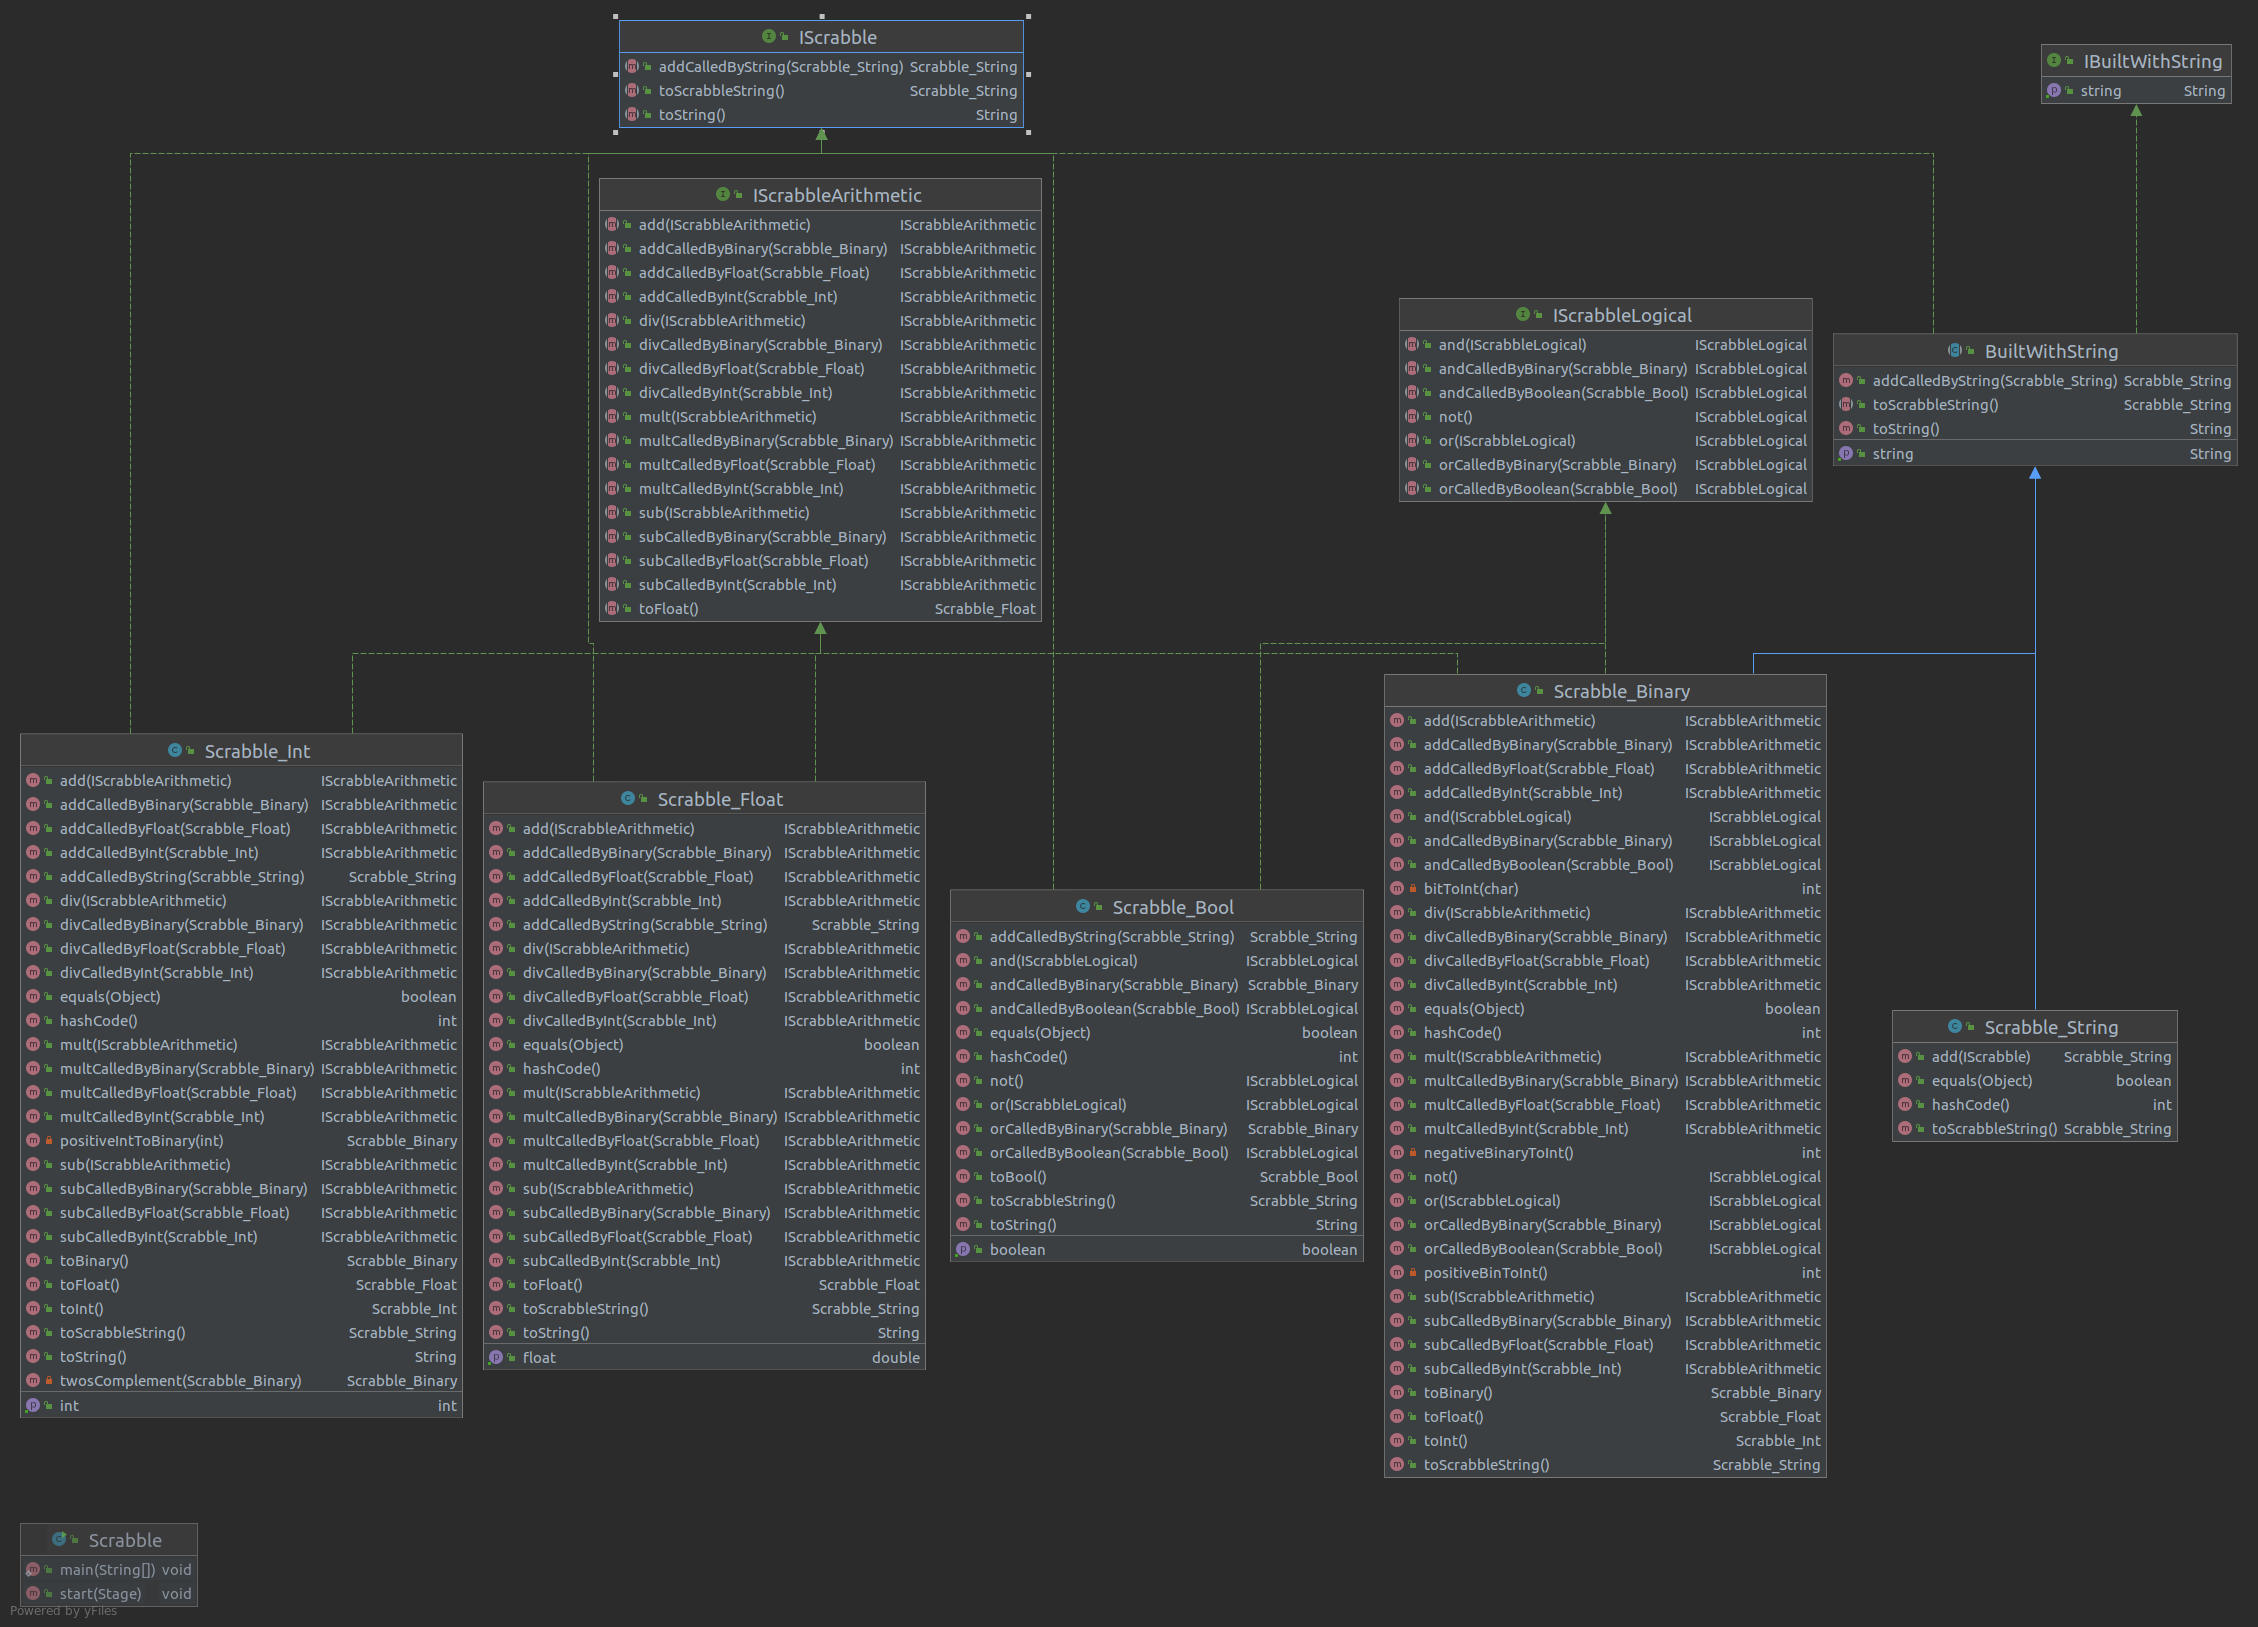 IScrabble
addCalledByString(Scrabble_String) Scrabble_String
toScrabbleString() Scrabble_String
toString() String
IBuiltWithString
string String
IScrabbleArithmetic
add(IScrabbleArithmetic) IScrabbleArithmetic
addCalledByBinary(Scrabble_Binary) IScrabbleArithmetic
addCalledByFloat(Scrabble_Float) IScrabbleArithmetic
addCalledByInt(Scrabble_Int) IScrabbleArithmetic
div(IScrabbleArithmetic) IScrabbleArithmetic
divCalledByBinary(Scrabble_Binary) IScrabbleArithmetic
divCalledByFloat(Scrabble_Float) IScrabbleArithmetic
divCalledByInt(Scrabble_Int) IScrabbleArithmetic
mult(IScrabbleArithmetic) IScrabbleArithmetic
multCalledByBinary(Scrabble_Binary) IScrabbleArithmetic
multCalledByFloat(Scrabble_Float) IScrabbleArithmetic
multCalledByInt(Scrabble_Int) IScrabbleArithmetic
sub(IScrabbleArithmetic) IScrabbleArithmetic
subCalledByBinary(Scrabble_Binary) IScrabbleArithmetic
subCalledByFloat(Scrabble_Float) IScrabbleArithmetic
subCalledByInt(Scrabble_Int) IScrabbleArithmetic
toFloat() Scrabble_Float
IScrabbleLogical
and(IScrabbleLogical) IScrabbleLogical
andCalledByBinary(Scrabble_Binary) IScrabbleLogical
andCalledByBoolean(Scrabble_Bool) IScrabbleLogical
not() IScrabbleLogical
or(IScrabbleLogical) IScrabbleLogical
orCalledByBinary(Scrabble_Binary) IScrabbleLogical
orCalledByBoolean(Scrabble_Bool) IScrabbleLogical
BuiltWithString
addCalledByString(Scrabble_String) Scrabble_String
toScrabbleString() Scrabble_String
toString() String
string String
Scrabble_Int
add(IScrabbleArithmetic) IScrabbleArithmetic
addCalledByBinary(Scrabble_Binary) IScrabbleArithmetic
addCalledByFloat(Scrabble_Float) IScrabbleArithmetic
addCalledByInt(Scrabble_Int) IScrabbleArithmetic
addCalledByString(Scrabble_String) Scrabble_String
div(IScrabbleArithmetic) IScrabbleArithmetic
divCalledByBinary(Scrabble_Binary) IScrabbleArithmetic
divCalledByFloat(Scrabble_Float) IScrabbleArithmetic
divCalledByInt(Scrabble_Int) IScrabbleArithmetic
equals(Object) boolean
hashCode() int
mult(IScrabbleArithmetic) IScrabbleArithmetic
multCalledByBinary(Scrabble_Binary) IScrabbleArithmetic
multCalledByFloat(Scrabble_Float) IScrabbleArithmetic
multCalledByInt(Scrabble_Int) IScrabbleArithmetic
positiveIntToBinary(int) Scrabble_Binary
sub(IScrabbleArithmetic) IScrabbleArithmetic
subCalledByBinary(Scrabble_Binary) IScrabbleArithmetic
subCalledByFloat(Scrabble_Float) IScrabbleArithmetic
subCalledByInt(Scrabble_Int) IScrabbleArithmetic
toBinary() Scrabble_Binary
toFloat() Scrabble_Float
toInt() Scrabble_Int
toScrabbleString() Scrabble_String
toString() String
twosComplement(Scrabble_Binary) Scrabble_Binary
int int
Scrabble_Float
add(IScrabbleArithmetic) IScrabbleArithmetic
addCalledByBinary(Scrabble_Binary) IScrabbleArithmetic
addCalledByFloat(Scrabble_Float) IScrabbleArithmetic
addCalledByInt(Scrabble_Int) IScrabbleArithmetic
addCalledByString(Scrabble_String) Scrabble_String
div(IScrabbleArithmetic) IScrabbleArithmetic
divCalledByBinary(Scrabble_Binary) IScrabbleArithmetic
divCalledByFloat(Scrabble_Float) IScrabbleArithmetic
divCalledByInt(Scrabble_Int) IScrabbleArithmetic
equals(Object) boolean
hashCode() int
mult(IScrabbleArithmetic) IScrabbleArithmetic
multCalledByBinary(Scrabble_Binary) IScrabbleArithmetic
multCalledByFloat(Scrabble_Float) IScrabbleArithmetic
multCalledByInt(Scrabble_Int) IScrabbleArithmetic
sub(IScrabbleArithmetic) IScrabbleArithmetic
subCalledByBinary(Scrabble_Binary) IScrabbleArithmetic
subCalledByFloat(Scrabble_Float) IScrabbleArithmetic
subCalledByInt(Scrabble_Int) IScrabbleArithmetic
toFloat() Scrabble_Float
toScrabbleString() Scrabble_String
toString() String
float double
Scrabble_Bool
addCalledByString(Scrabble_String) Scrabble_String
and(IScrabbleLogical) IScrabbleLogical
andCalledByBinary(Scrabble_Binary) Scrabble_Binary
andCalledByBoolean(Scrabble_Bool) IScrabbleLogical
equals(Object) boolean
hashCode() int
not() IScrabbleLogical
or(IScrabbleLogical) IScrabbleLogical
orCalledByBinary(Scrabble_Binary) Scrabble_Binary
orCalledByBoolean(Scrabble_Bool) IScrabbleLogical
toBool() Scrabble_Bool
toScrabbleString() Scrabble_String
toString() String
boolean boolean
Scrabble_Binary
add(IScrabbleArithmetic) IScrabbleArithmetic
addCalledByBinary(Scrabble_Binary) IScrabbleArithmetic
addCalledByFloat(Scrabble_Float) IScrabbleArithmetic
addCalledByInt(Scrabble_Int) IScrabbleArithmetic
and(IScrabbleLogical) IScrabbleLogical
andCalledByBinary(Scrabble_Binary) IScrabbleLogical
andCalledByBoolean(Scrabble_Bool) IScrabbleLogical
bitToInt(char) int
div(IScrabbleArithmetic) IScrabbleArithmetic
divCalledByBinary(Scrabble_Binary) IScrabbleArithmetic
divCalledByFloat(Scrabble_Float) IScrabbleArithmetic
divCalledByInt(Scrabble_Int) IScrabbleArithmetic
equals(Object) boolean
hashCode() int
mult(IScrabbleArithmetic) IScrabbleArithmetic
multCalledByBinary(Scrabble_Binary) IScrabbleArithmetic
multCalledByFloat(Scrabble_Float) IScrabbleArithmetic
multCalledByInt(Scrabble_Int) IScrabbleArithmetic
negativeBinaryToInt() int
not() IScrabbleLogical
or(IScrabbleLogical) IScrabbleLogical
orCalledByBinary(Scrabble_Binary) IScrabbleLogical
orCalledByBoolean(Scrabble_Bool) IScrabbleLogical
positiveBinToInt() int
sub(IScrabbleArithmetic) IScrabbleArithmetic
subCalledByBinary(Scrabble_Binary) IScrabbleArithmetic
subCalledByFloat(Scrabble_Float) IScrabbleArithmetic
subCalledByInt(Scrabble_Int) IScrabbleArithmetic
toBinary() Scrabble_Binary
toFloat() Scrabble_Float
toInt() Scrabble_Int
toScrabbleString() Scrabble_String
Scrabble_String
add(IScrabble) Scrabble_String
equals(Object) boolean
hashCode() int
toScrabbleString() Scrabble_String
Scrabble
main(String[]) void
start(Stage) void
Powered by yFiles